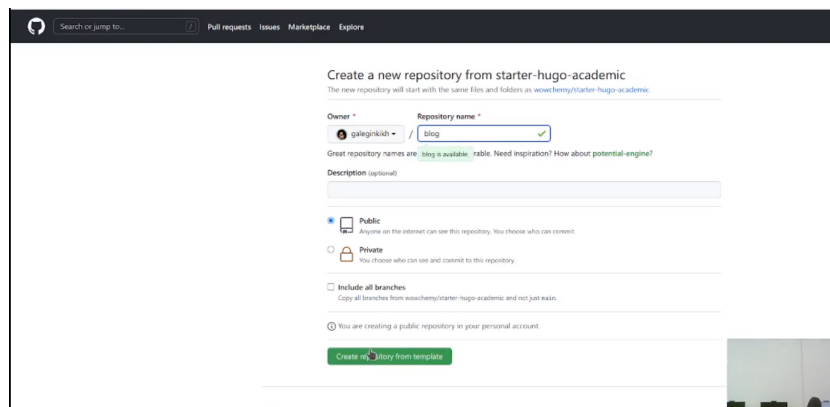 Search or jump to... / Pull requests Issues Marketplace Explore
Create a new repository from starter-hugo-academic
The new repository will start with the same files and folders as wowchemy/starter-hugo-academic.
Owner * Repository name *
galeginkikh / blog
Great repository names are rable. Need inspiration? How about potential-engine?
blog is available.
Description (optional)
Public
Anyone on the internet can see this repository. You choose who can commit.
Private
You choose who can see and commit to this repository.
Include all branches
Copy all branches from wowchemy/starter-hugo-academic and not just main.
You are creating a public repository in your personal account.
Create repository from template